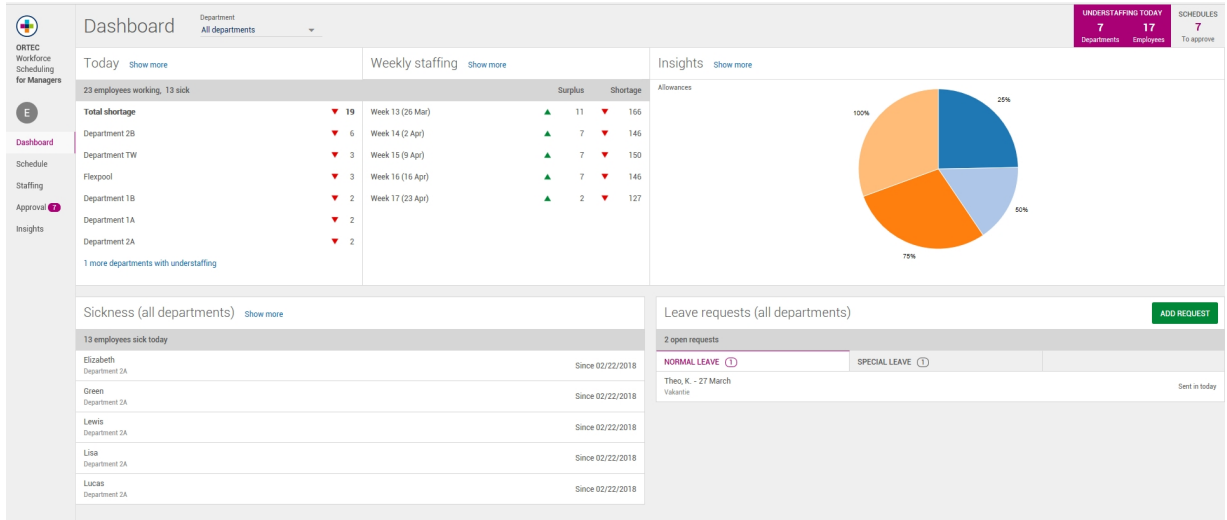 ORTEC
Workforce
Scheduling
for Managers
E
Dashboard
Schedule
Staffing
Approval 7
Insights
Dashboard
Department
All departments
UNDERSTAFFING TODAY
7 17
Departments Employees
SCHEDULES
7
To approve
Today Show more
23 employees working, 13 sick
Total shortage 19
Department 2B 6
Department TW 3
Flexpool 3
Department 1B 2
Department 1A 2
Department 2A 2
1 more departments with understaffing
Weekly staffing Show more
Surplus Shortage
Week 13 (26 Mar) 11 166
Week 14 (2 Apr) 7 146
Week 15 (9 Apr) 7 150
Week 16 (16 Apr) 7 146
Week 17 (23 Apr) 2 127
Insights Show more
Allowances
100%
25%
50%
75%
Sickness (all departments) Show more
13 employees sick today
Elizabeth
Department 2A
Since 02/22/2018
Green
Department 2A
Since 02/22/2018
Lewis
Department 2A
Since 02/22/2018
Lisa
Department 2A
Since 02/22/2018
Lucas
Department 2A
Since 02/22/2018
Leave requests (all departments)
ADD REQUEST
2 open requests
NORMAL LEAVE 1
SPECIAL LEAVE 1
Theo, K. - 27 March
Vakantie
Sent in today